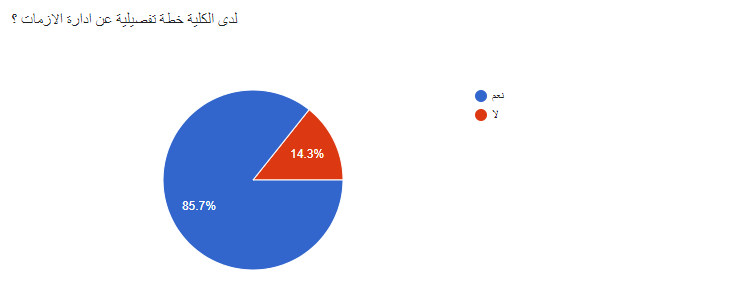 لدى الكلية خطة تفصيلية عن ادارة الازمات ؟
نعم
لا
14.3%
85.7%